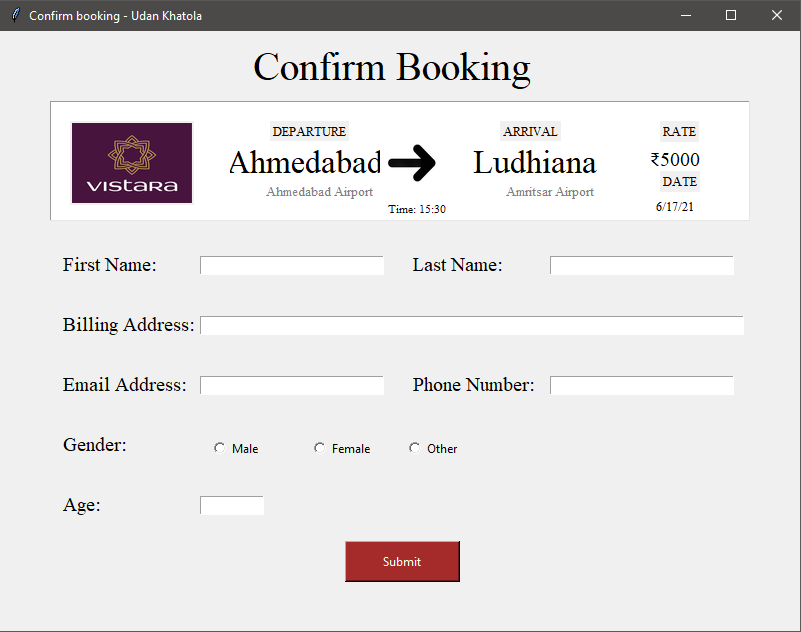 Confirm booking - Udan Khatola
Confirm Booking
DEPARTURE ARRIVAL RATE
vistara Ahmedabad Ludhiana ₹5000
Ahmedabad Airport Amritsar Airport DATE
Time: 15:30 6/17/21
First Name: Last Name:
Billing Address:
Email Address: Phone Number:
Gender: Male Female Other
Age:
Submit